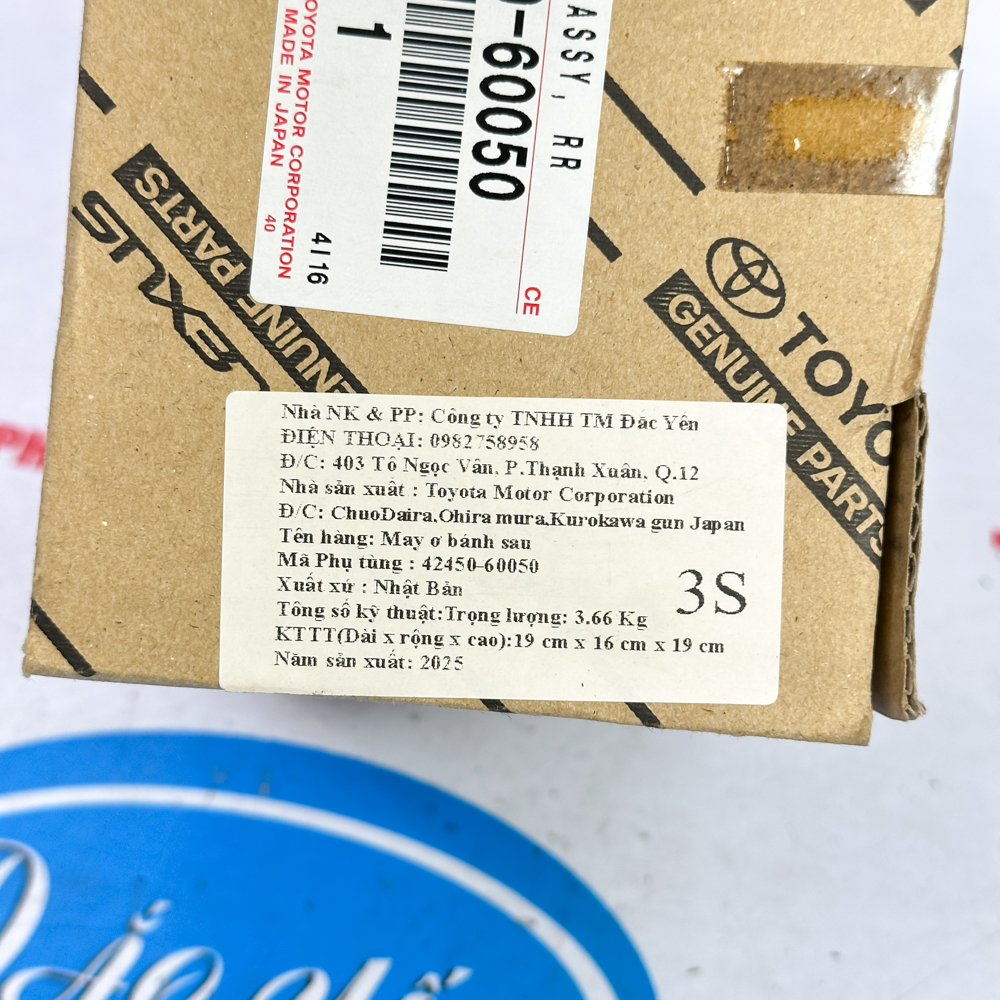 ASSY, RR
-60050
1
TOYOTA MOTOR CORPORATION
MADE IN JAPAN
40
4I16
CE
GENUINE PARTS
LEXUS
TOYO
GENUINE PARTS
Nhà NK & PP: Công ty TNHH TM Đắc Yên
ĐIỆN THOẠI: 0982758958
Đ/C: 403 Tô Ngọc Vân, P.Thạnh Xuân, Q.12
Nhà sản xuất : Toyota Motor Corporation
Đ/C: ChuoDaira,Ohira mura,Kurokawa gun Japan
Tên hàng: May ơ bánh sau
Mã Phụ tùng : 42450-60050
Xuất xứ : Nhật Bản
Tông số kỹ thuật:Trọng lượng: 3.66 Kg
KTTT(Dài x rộng x cao):19 cm x 16 cm x 19 cm
Năm sản xuất: 2025
3S